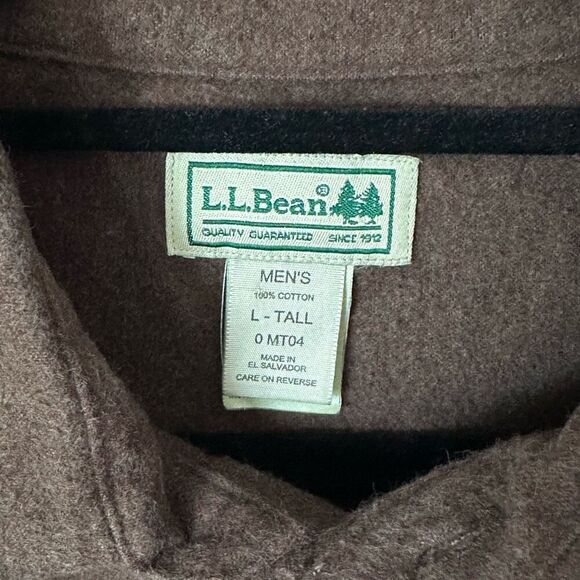 L.L.Bean®
QUALITY GUARANTEED SINCE 1912
MEN'S
100% COTTON
L - TALL
0 MT04
MADE IN
EL SALVADOR
CARE ON REVERSE